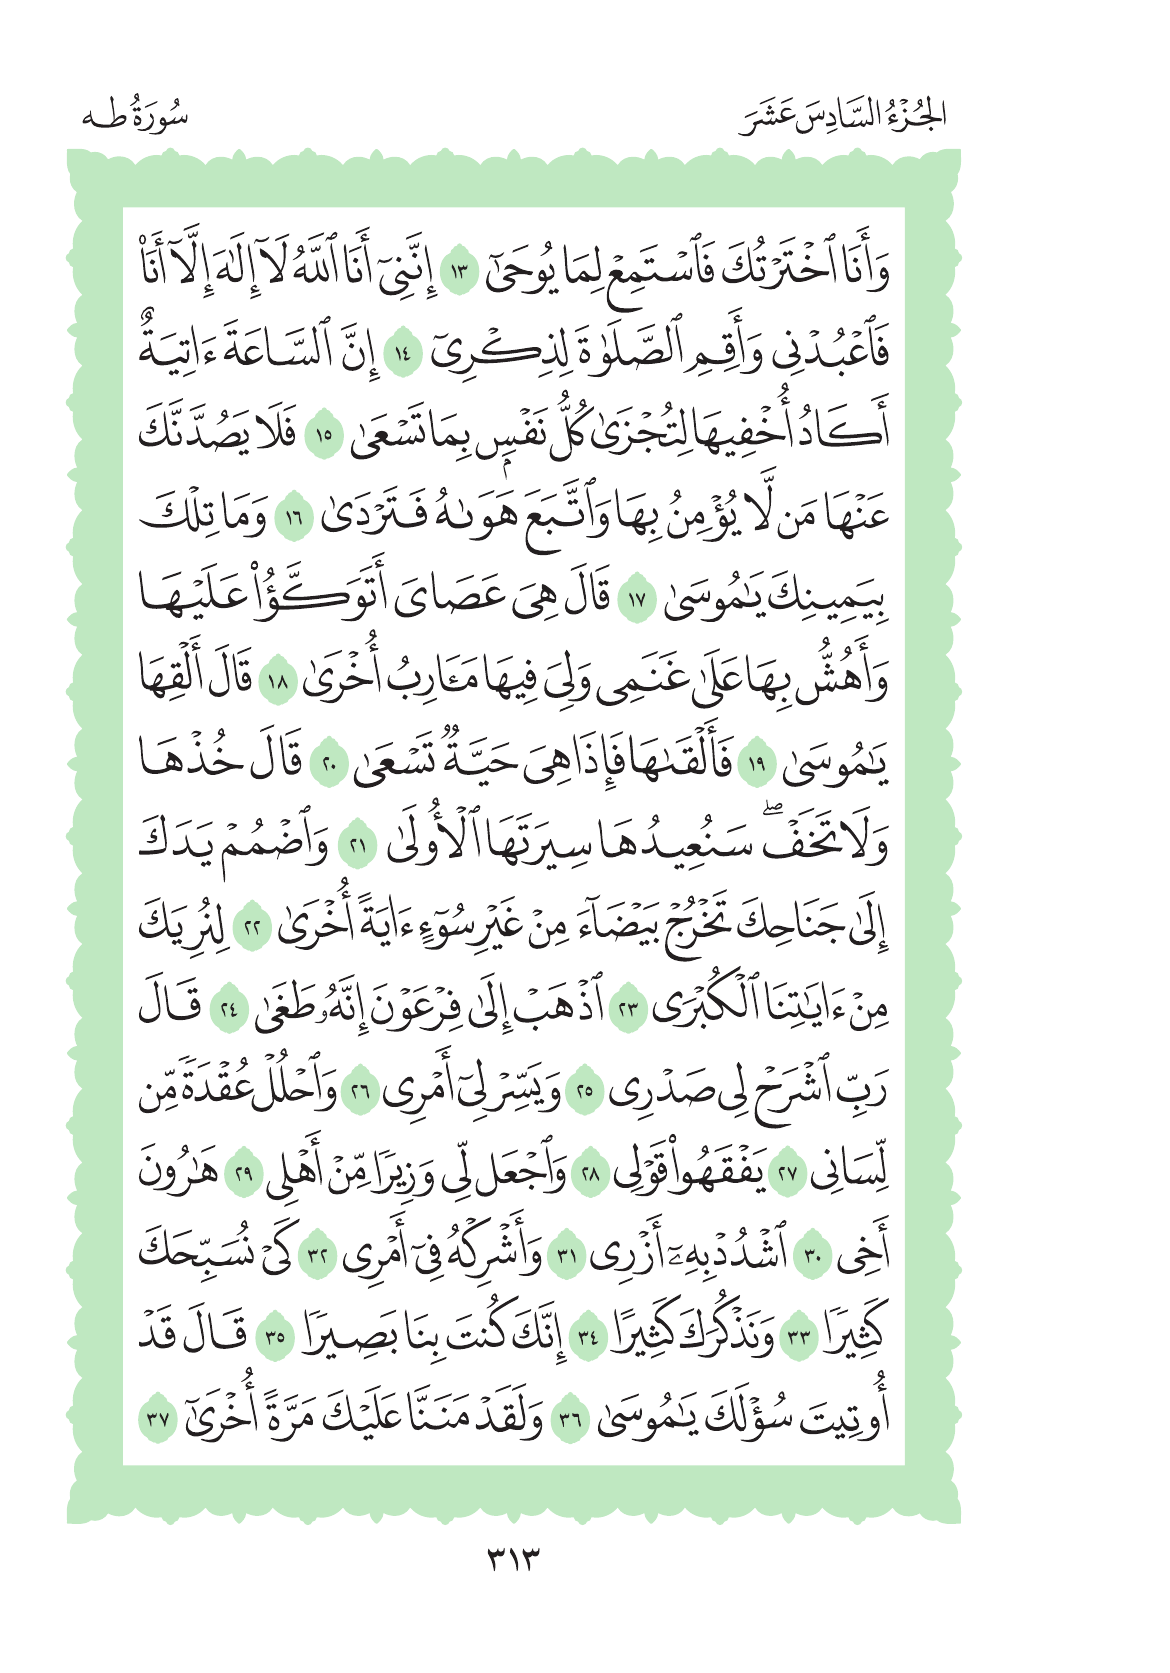 الجُزْءُ السَّادِسَ عَشَرَ
سُورَةُ طه
وَأَنَا ٱخْتَرْتُكَ فَٱسْتَمِعْ لِمَا يُوحَىٰٓ ١٣ إِنَّنِىٓ أَنَا ٱللَّهُ لَآ إِلَٰهَ إِلَّآ أَنَا۠
فَٱعْبُدْنِى وَأَقِمِ ٱلصَّلَوٰةَ لِذِكْرِىٓ ١٤ إِنَّ ٱلسَّاعَةَ ءَاتِيَةٌ
أَكَادُ أُخْفِيهَا لِتُجْزَىٰ كُلُّ نَفْسٍۭ بِمَا تَسْعَىٰ ١٥ فَلَا يَصُدَّنَّكَ
عَنْهَا مَن لَّا يُؤْمِنُ بِهَا وَٱتَّبَعَ هَوَىٰهُ فَتَرْدَىٰ ١٦ وَمَا تِلْكَ
بِيَمِينِكَ يَٰمُوسَىٰ ١٧ قَالَ هِىَ عَصَاىَ أَتَوَكَّؤُا۟ عَلَيْهَا
وَأَهُشُّ بِهَا عَلَىٰ غَنَمِى وَلِىَ فِيهَا مَـَٔارِبُ أُخْرَىٰ ١٨ قَالَ أَلْقِهَا
يَٰمُوسَىٰ ١٩ فَأَلْقَىٰهَا فَإِذَا هِىَ حَيَّةٌ تَسْعَىٰ ٢٠ قَالَ خُذْهَا
وَلَا تَخَفْ ۖ سَنُعِيدُهَا سِيرَتَهَا ٱلْأُولَىٰ ٢١ وَٱضْمُمْ يَدَكَ
إِلَىٰ جَنَاحِكَ تَخْرُجْ بَيْضَآءَ مِنْ غَيْرِ سُوٓءٍ ءَايَةً أُخْرَىٰ ٢٢ لِنُرِيَكَ
مِنْ ءَايَٰتِنَا ٱلْكُبْرَى ٢٣ ٱذْهَبْ إِلَىٰ فِرْعَوْنَ إِنَّهُۥ طَغَىٰ ٢٤ قَالَ
رَبِّ ٱشْرَحْ لِى صَدْرِى ٢٥ وَيَسِّرْ لِىٓ أَمْرِى ٢٦ وَٱحْلُلْ عُقْدَةً مِّن
لِّسَانِى ٢٧ يَفْقَهُوا۟ قَوْلِى ٢٨ وَٱجْعَل لِّى وَزِيرًا مِّنْ أَهْلِى ٢٩ هَٰرُونَ
أَخِى ٣٠ ٱشْدُدْ بِهِۦٓ أَزْرِى ٣١ وَأَشْرِكْهُ فِىٓ أَمْرِى ٣٢ كَىْ نُسَبِّحَكَ
كَثِيرًا ٣٣ وَنَذْكُرَكَ كَثِيرًا ٣٤ إِنَّكَ كُنتَ بِنَا بَصِيرًا ٣٥ قَالَ قَدْ
أُوتِيتَ سُؤْلَكَ يَٰمُوسَىٰ ٣٦ وَلَقَدْ مَنَنَّا عَلَيْكَ مَرَّةً أُخْرَىٰٓ ٣٧
٣١٣